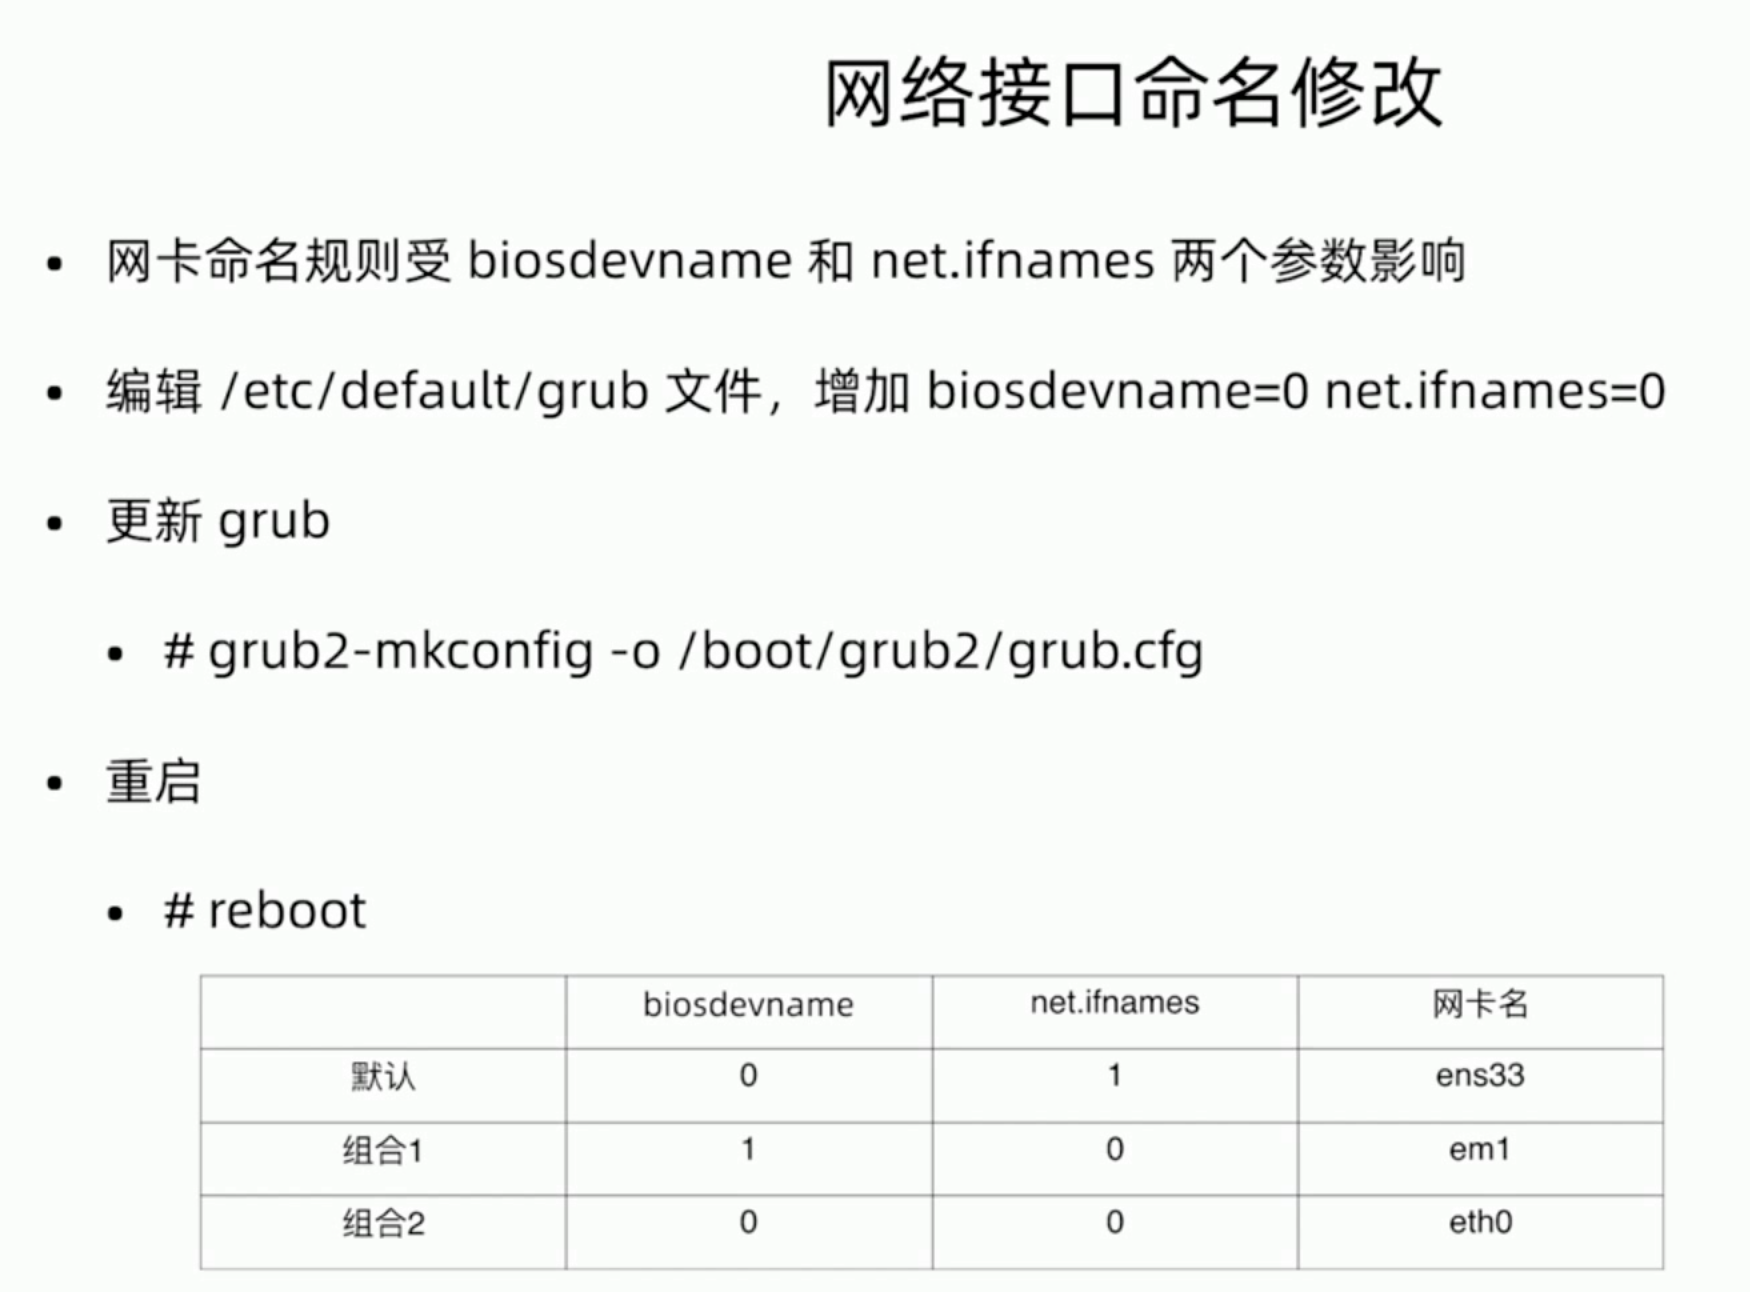 网络接口命名修改
• 网卡命名规则受 biosdevname 和 net.ifnames 两个参数影响
• 编辑 /etc/default/grub 文件，增加 biosdevname=0 net.ifnames=0
• 更新 grub
• # grub2-mkconfig -o /boot/grub2/grub.cfg
• 重启
• # reboot
biosdevname net.ifnames 网卡名
默认 0 1 ens33
组合1 1 0 em1
组合2 0 0 eth0